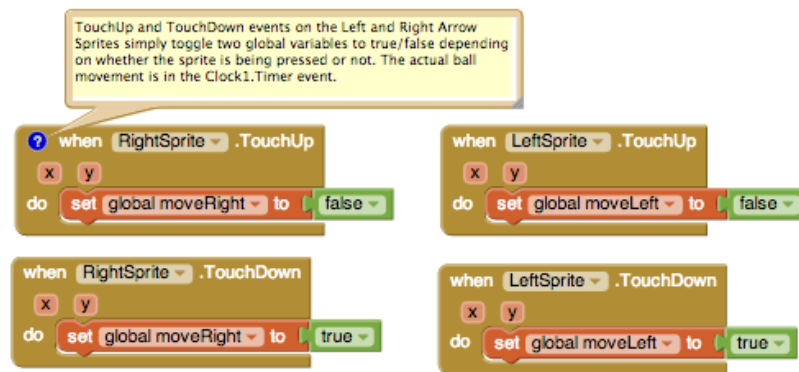 TouchUp and TouchDown events on the Left and Right Arrow
Sprites simply toggle two global variables to true/false depending
on whether the sprite is being pressed or not. The actual ball
movement is in the Clock1.Timer event.
? when RightSprite .TouchUp
x y
do set global moveRight to false
when LeftSprite .TouchUp
x y
do set global moveLeft to false
when RightSprite .TouchDown
x y
do set global moveRight to true
when LeftSprite .TouchDown
x y
do set global moveLeft to true